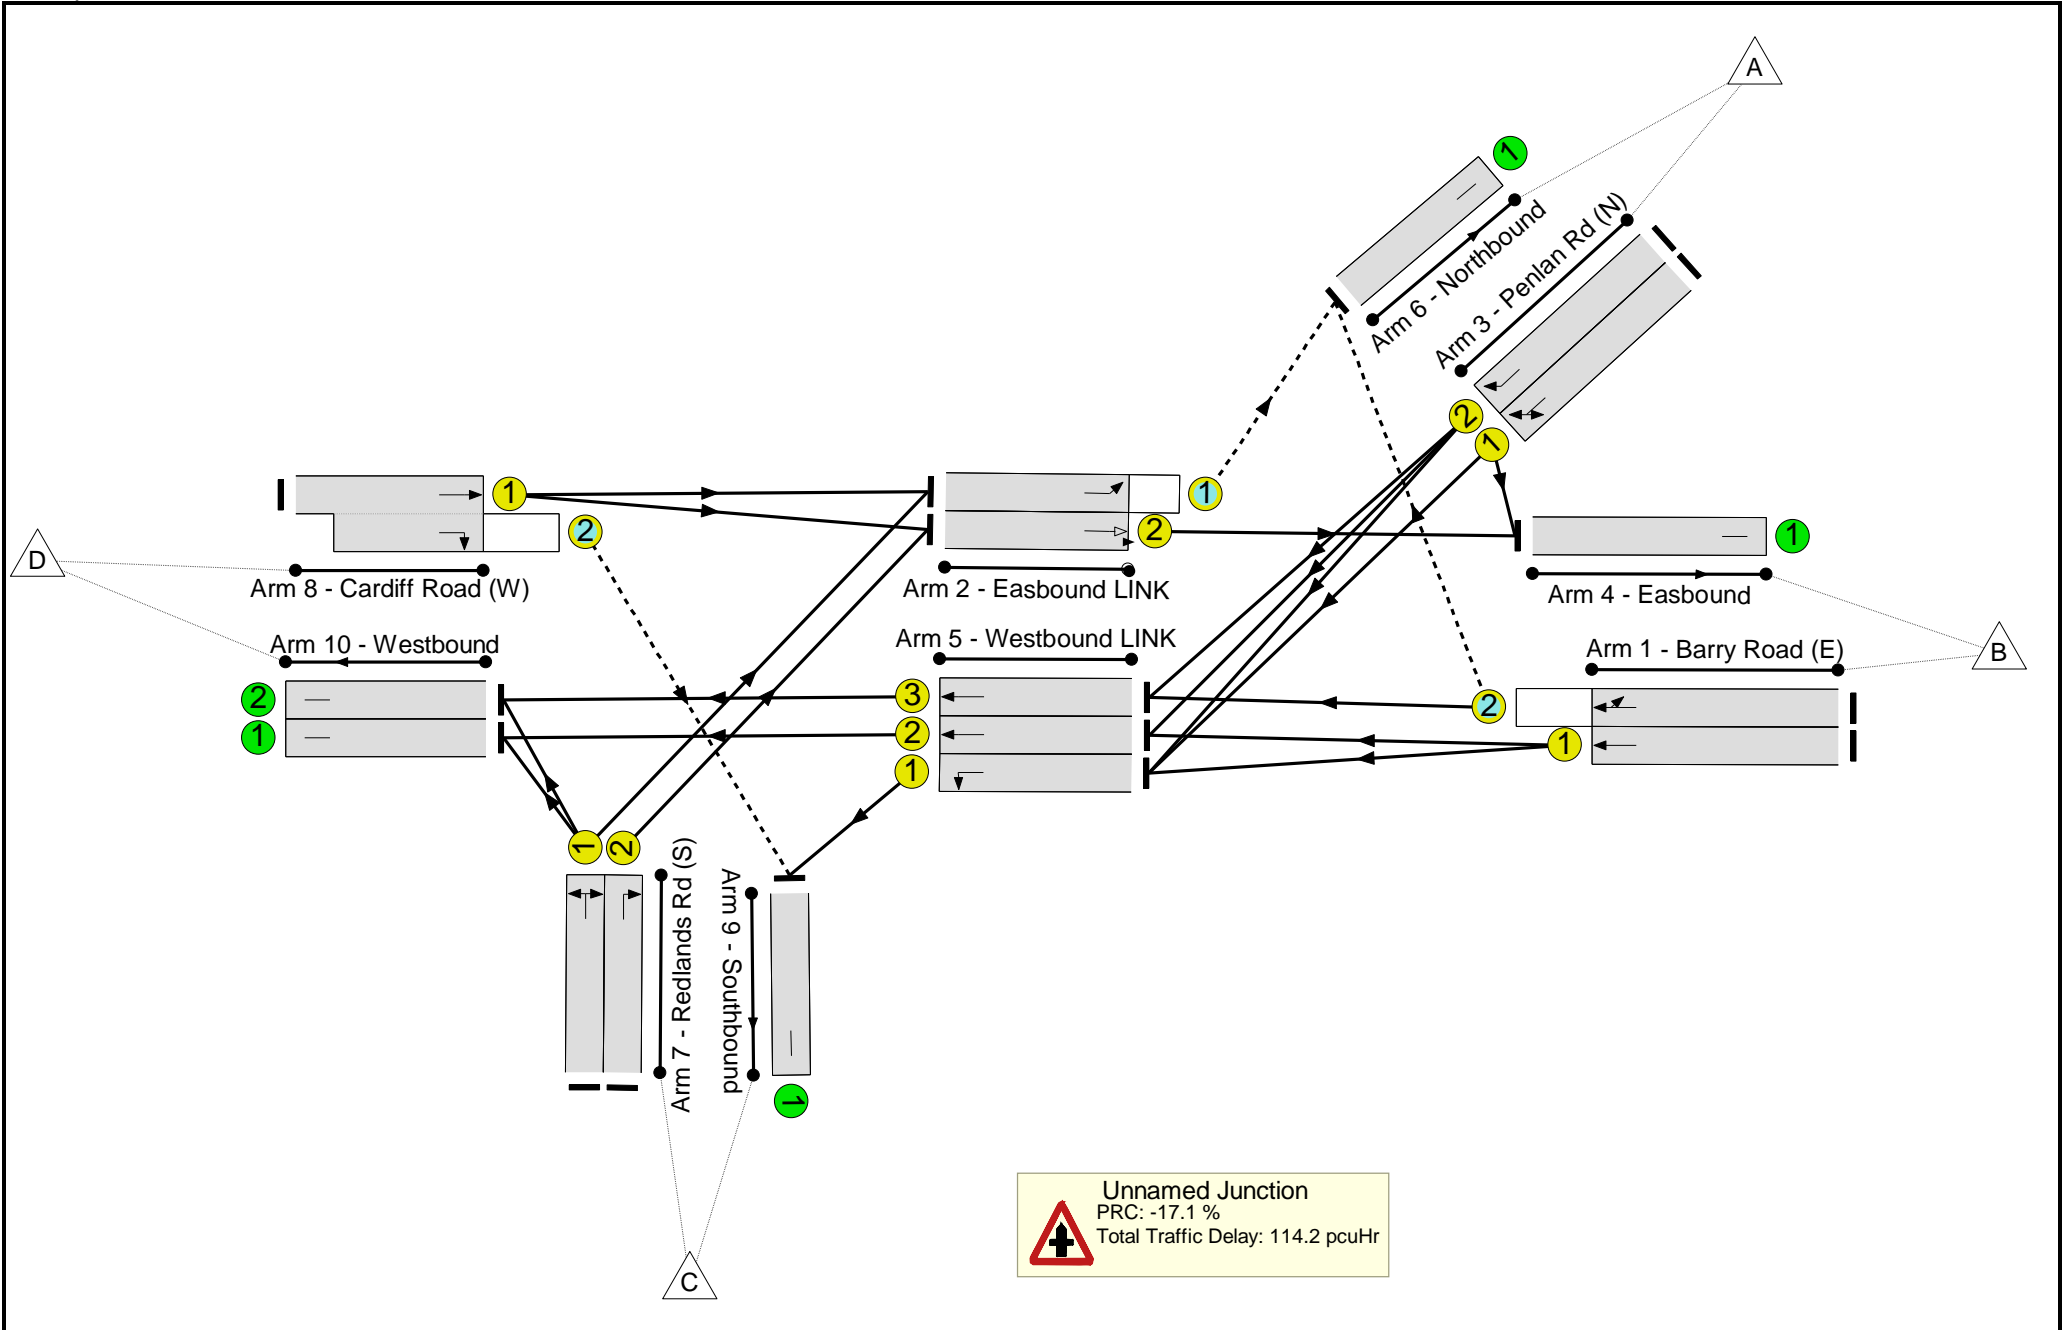 A
1
Arm 6 - Northbound
Arm 3 - Penlan Rd (N)
2
1
1
2
D
Arm 8 - Cardiff Road (W)
1
2
Arm 2 - Easbound LINK
1
Arm 4 - Easbound
Arm 10 - Westbound
2
1
Arm 5 - Westbound LINK
3
2
1
Arm 1 - Barry Road (E)
2
1
B
1
2
Arm 7 - Redlands Rd (S)
Arm 9 - Southbound
1
C
Unnamed Junction
PRC: -17.1 %
Total Traffic Delay: 114.2 pcuHr